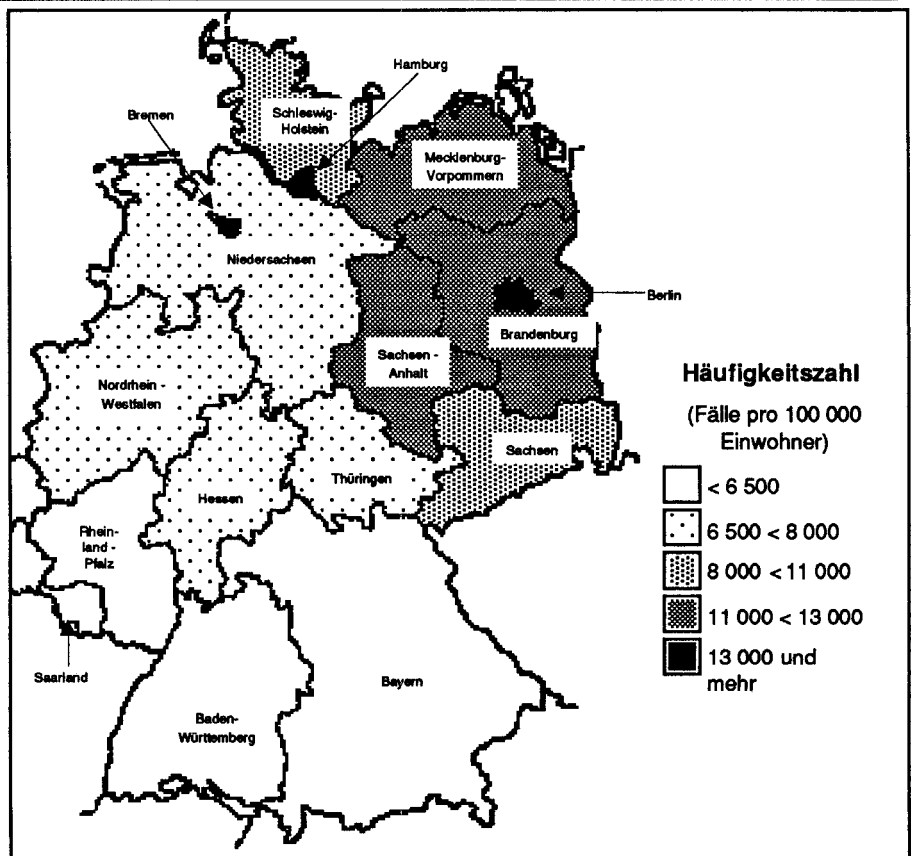 Hamburg
Bremen
Schleswig-
Holstein
Mecklenburg-
Vorpommern
Niedersachsen
Berlin
Brandenburg
Sachsen -
Anhalt
Nordrhein -
Westfalen
Sachsen
Thüringen
Hessen
Rhein-
land -
Pfalz
Saarland
Bayern
Baden-
Württemberg
Häufigkeitszahl
(Fälle pro 100 000
Einwohner)
< 6 500
6 500 < 8 000
8 000 < 11 000
11 000 < 13 000
13 000 und
mehr